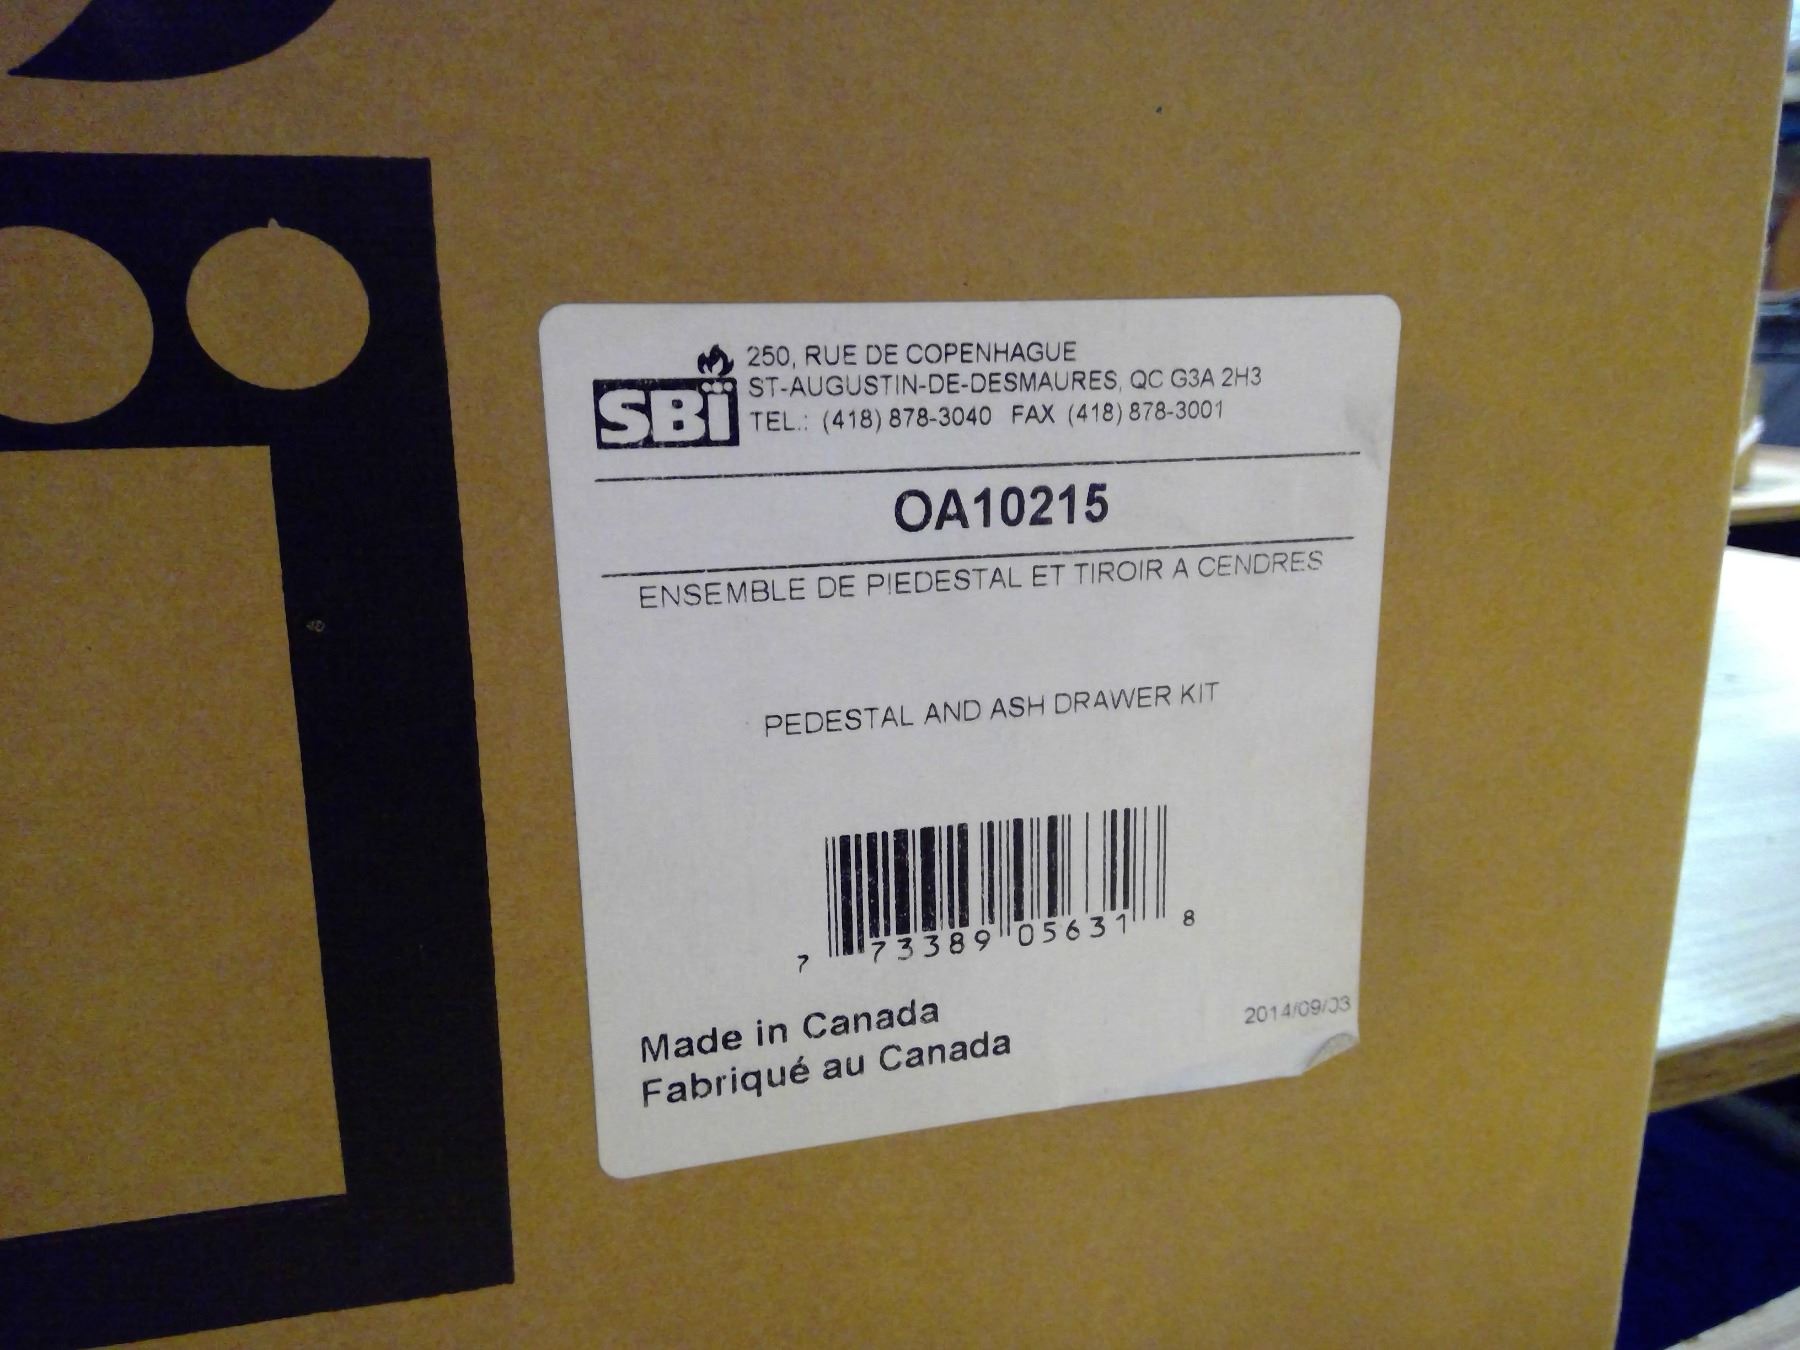 250, RUE DE COPENHAGUE
ST-AUGUSTIN-DE-DESMAURES, QC G3A 2H3
SBi
TEL.: (418) 878-3040 FAX (418) 878-3001
OA10215
ENSEMBLE DE PIEDESTAL ET TIROIR A CENDRES
PEDESTAL AND ASH DRAWER KIT
7 73389 05631 8
Made in Canada
Fabriqué au Canada
2014/09/03